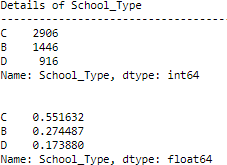 Details of School_Type
----------------------------------------
C    2906
B    1446
D     916
Name: School_Type, dtype: int64
C    0.551632
B    0.274487
D    0.173880
Name: School_Type, dtype: float64